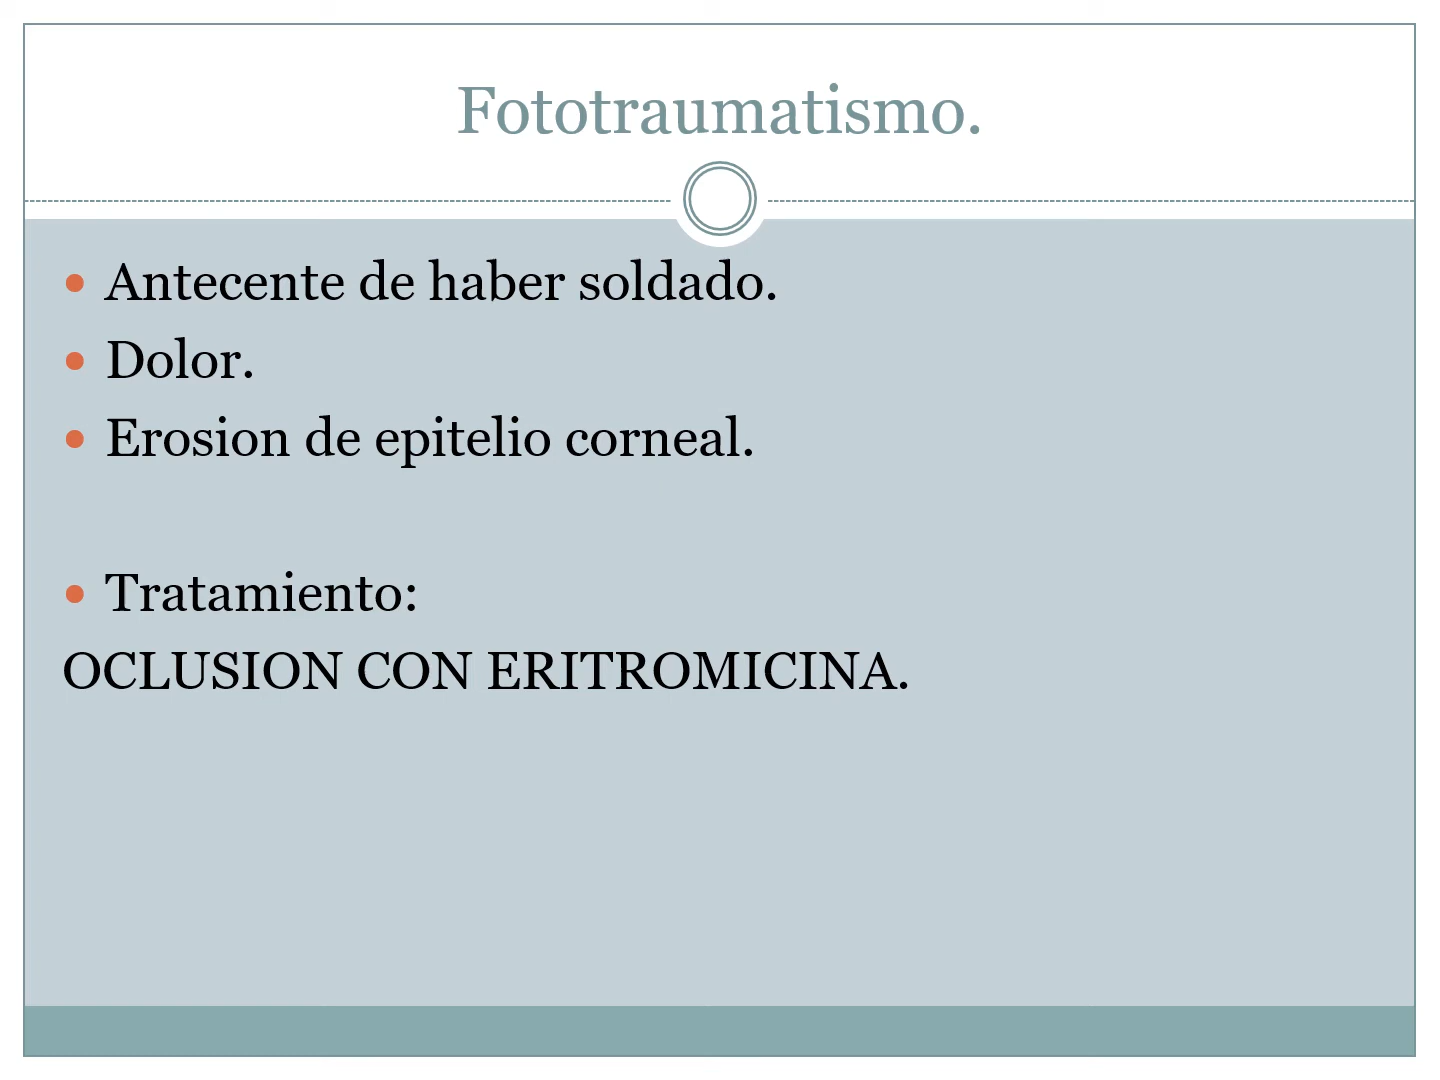 Fototraumatismo.
Antecente de haber soldado.
Dolor.
Erosion de epitelio corneal.
Tratamiento:
OCLUSION CON ERITROMICINA.